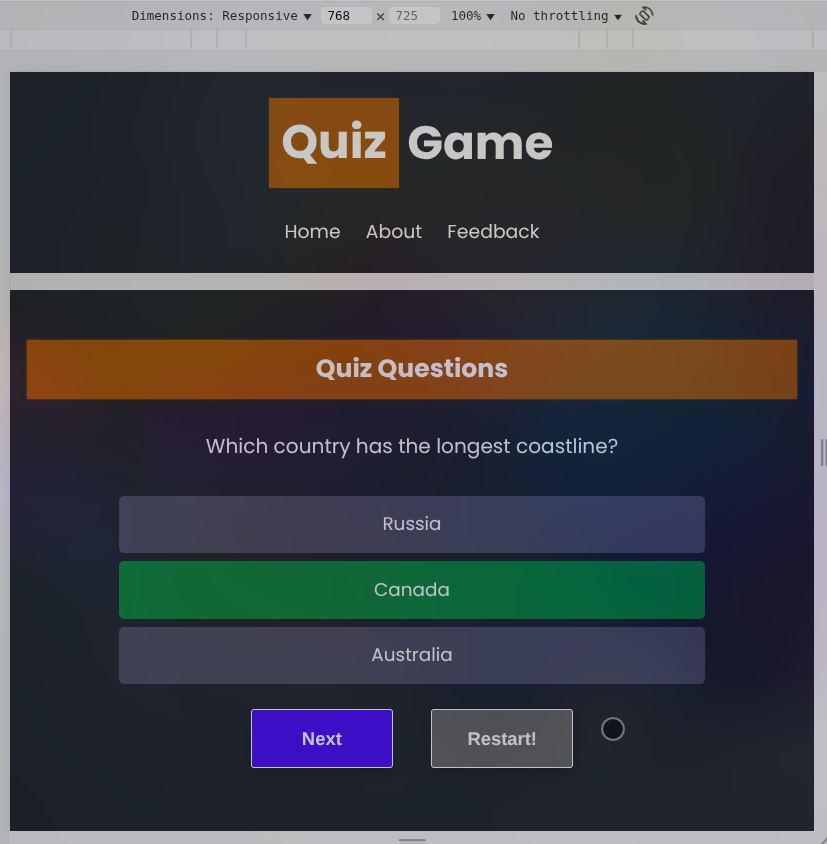 Dimensions: Responsive 768 × 725 100% No throttling
Quiz Game
Home About Feedback
Quiz Questions
Which country has the longest coastline?
Russia
Canada
Australia
Next Restart!